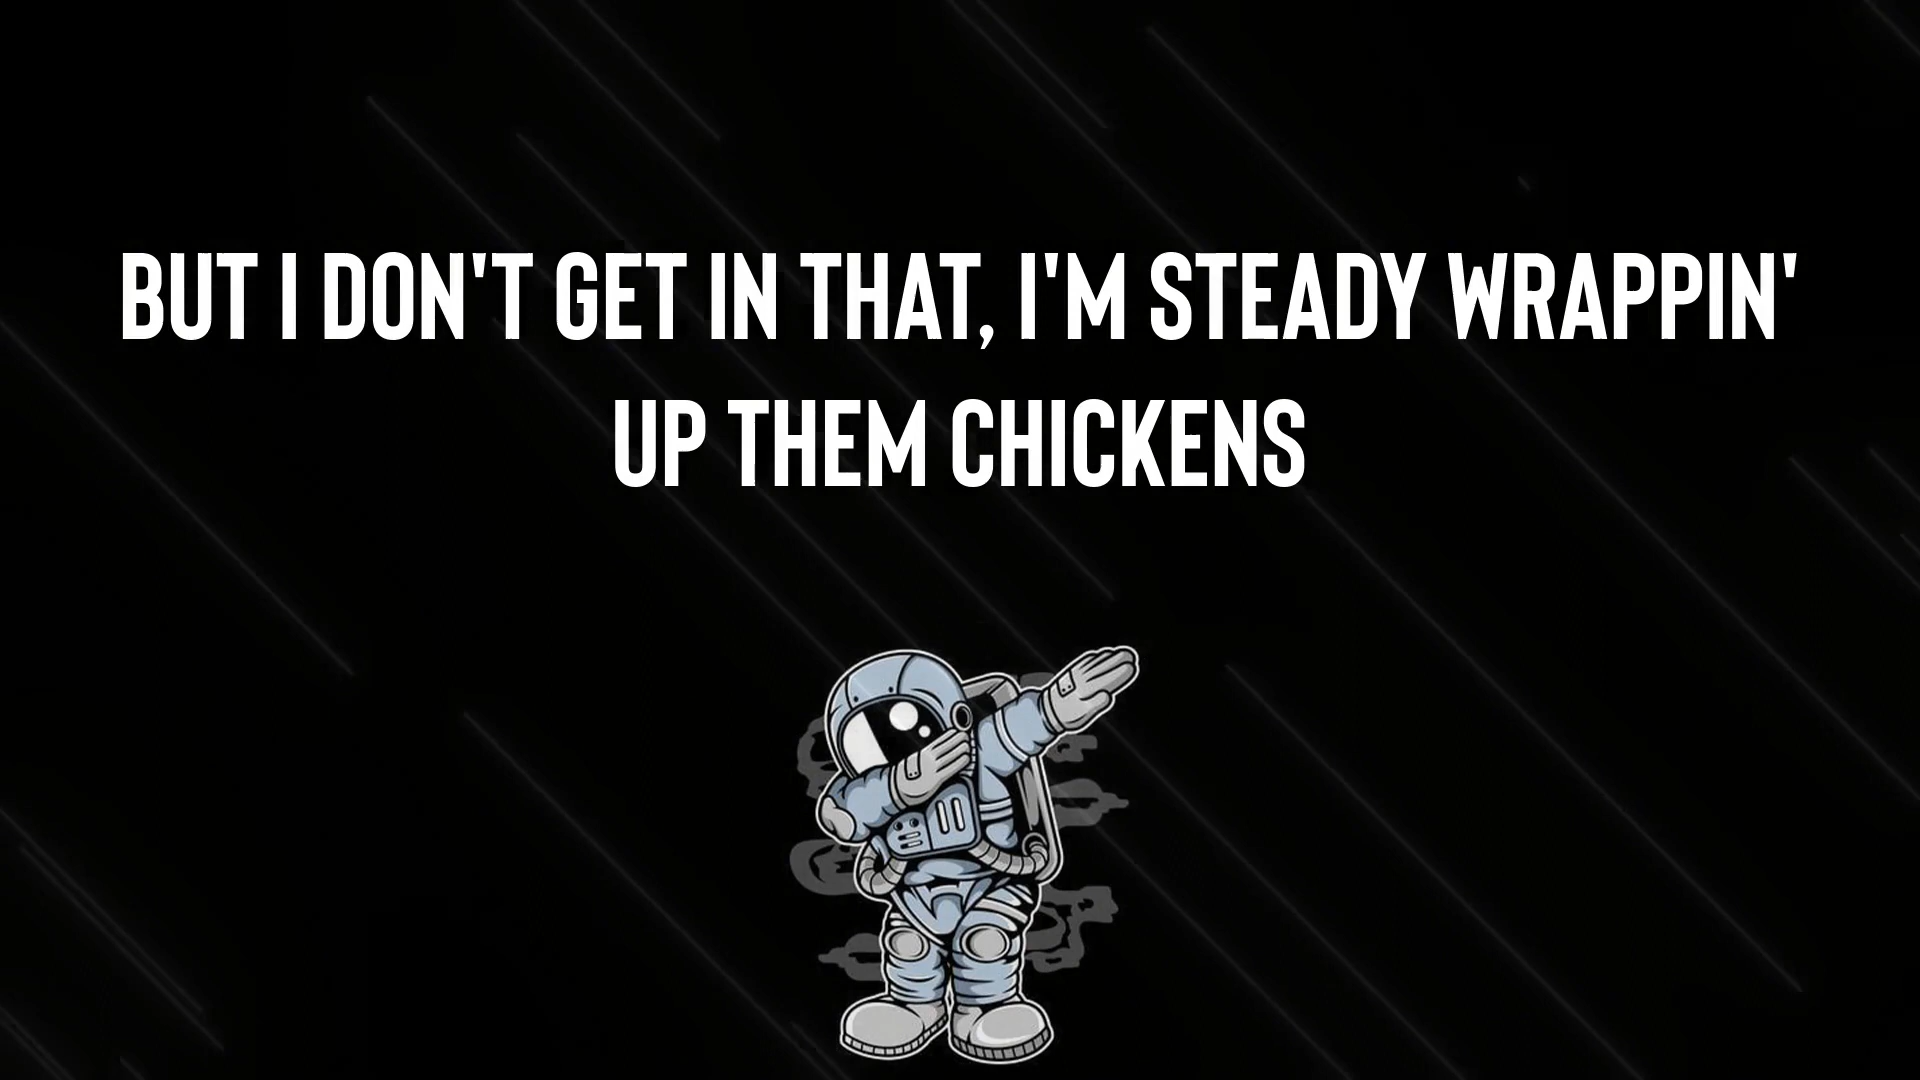 BUT I DON'T GET IN THAT, I'M STEADY WRAPPIN'
UP THEM CHICKENS